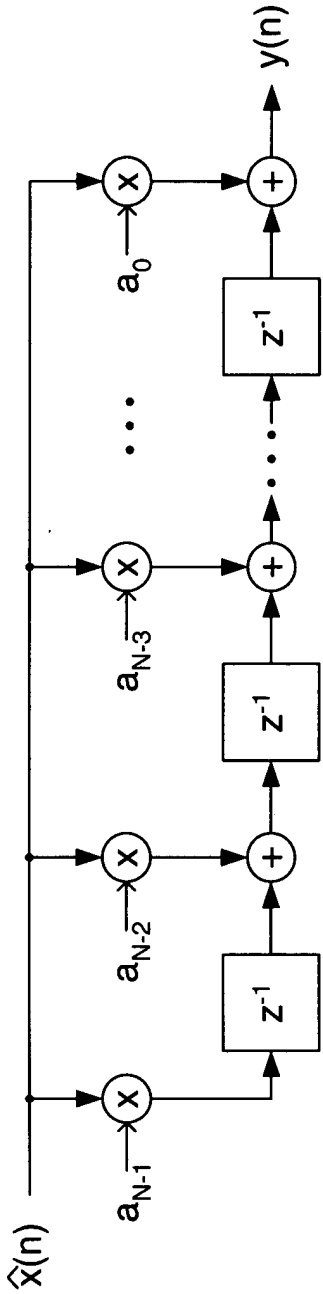 x̂(n)
x x x x
a_{N-1} a_{N-2} a_{N-3} ... a_0
z^{-1} + z^{-1} + ... z^{-1} + y(n)